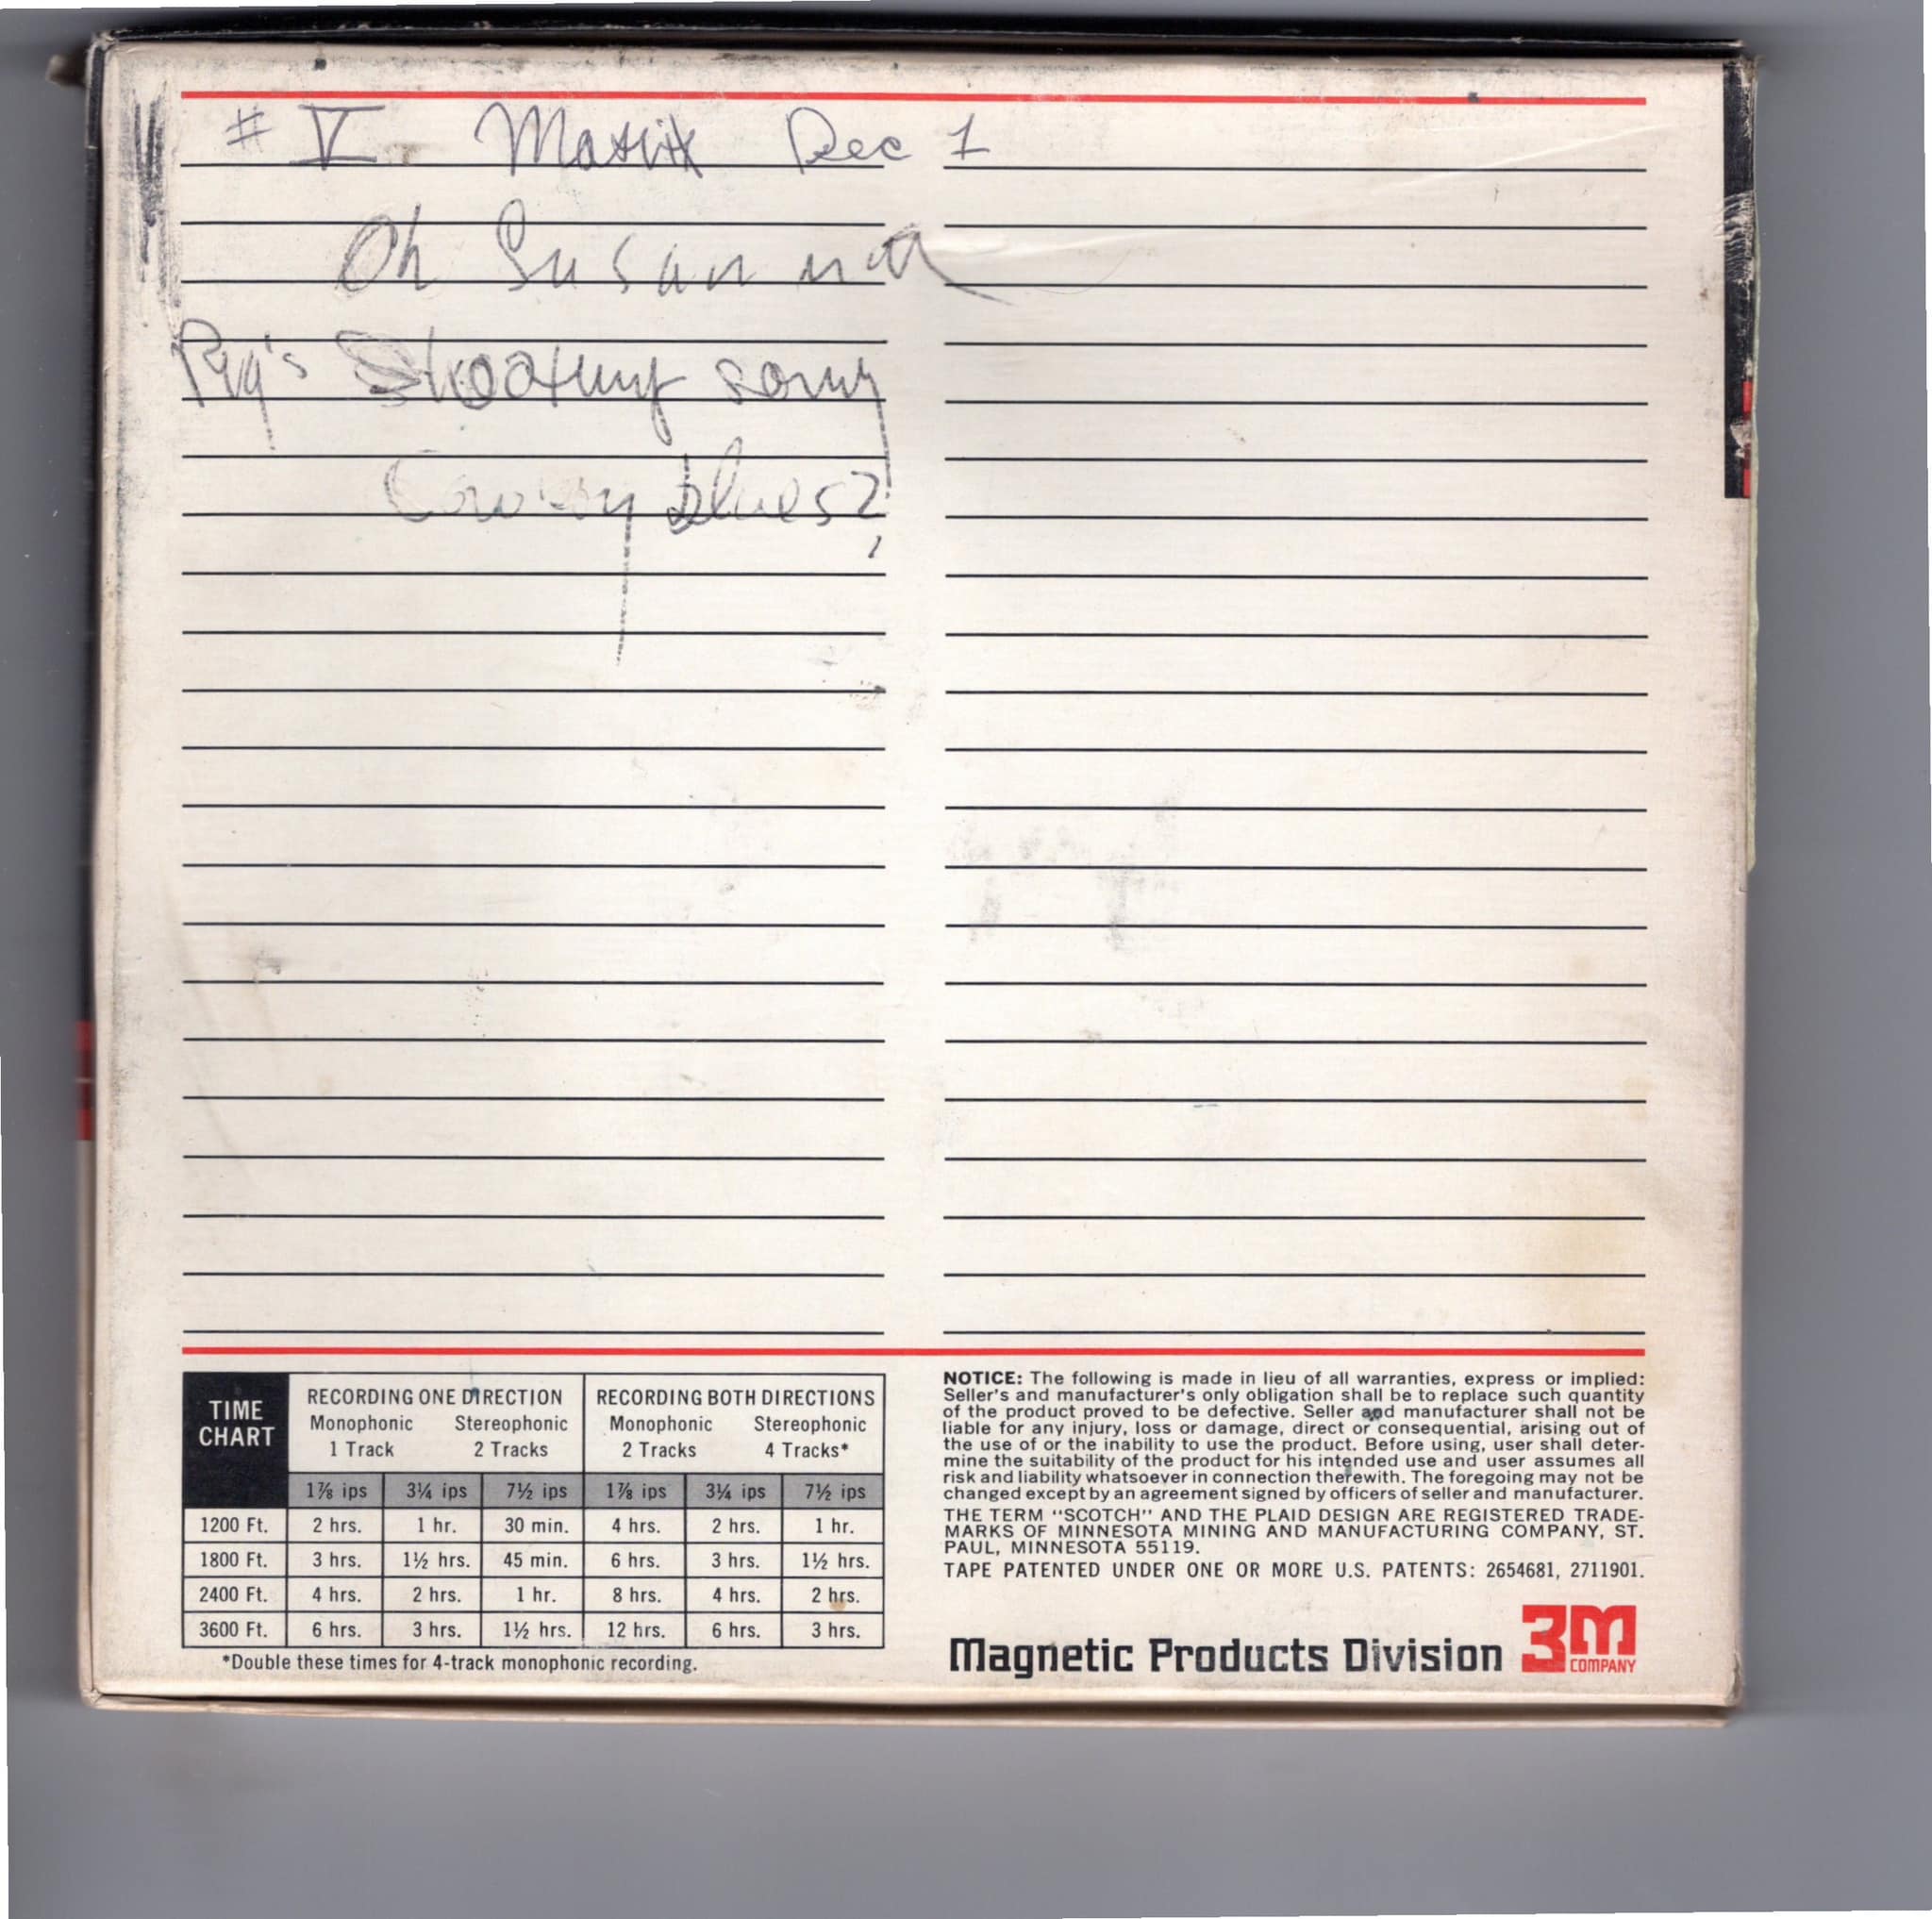 # V Matrix Dec 1
Oh Susanna
Pig's Shooting song
Cowboy blues?
TIME CHART
RECORDING ONE DIRECTION
RECORDING BOTH DIRECTIONS
Monophonic Stereophonic Monophonic Stereophonic
1 Track 2 Tracks 2 Tracks 4 Tracks*
1⅞ ips 3¼ ips 7½ ips 1⅞ ips 3¼ ips 7½ ips
1200 Ft. 2 hrs. 1 hr. 30 min. 4 hrs. 2 hrs. 1 hr.
1800 Ft. 3 hrs. 1½ hrs. 45 min. 6 hrs. 3 hrs. 1½ hrs.
2400 Ft. 4 hrs. 2 hrs. 1 hr. 8 hrs. 4 hrs. 2 hrs.
3600 Ft. 6 hrs. 3 hrs. 1½ hrs. 12 hrs. 6 hrs. 3 hrs.
*Double these times for 4-track monophonic recording.
NOTICE: The following is made in lieu of all warranties, express or implied:
Seller's and manufacturer's only obligation shall be to replace such quantity
of the product proved to be defective. Seller and manufacturer shall not be
liable for any injury, loss or damage, direct or consequential, arising out of
the use of or the inability to use the product. Before using, user shall deter-
mine the suitability of the product for his intended use and user assumes all
risk and liability whatsoever in connection therewith. The foregoing may not be
changed except by an agreement signed by officers of seller and manufacturer.
THE TERM "SCOTCH" AND THE PLAID DESIGN ARE REGISTERED TRADE-
MARKS OF MINNESOTA MINING AND MANUFACTURING COMPANY, ST.
PAUL, MINNESOTA 55119.
TAPE PATENTED UNDER ONE OR MORE U.S. PATENTS: 2654681, 2711901.
Magnetic Products Division 3M
COMPANY